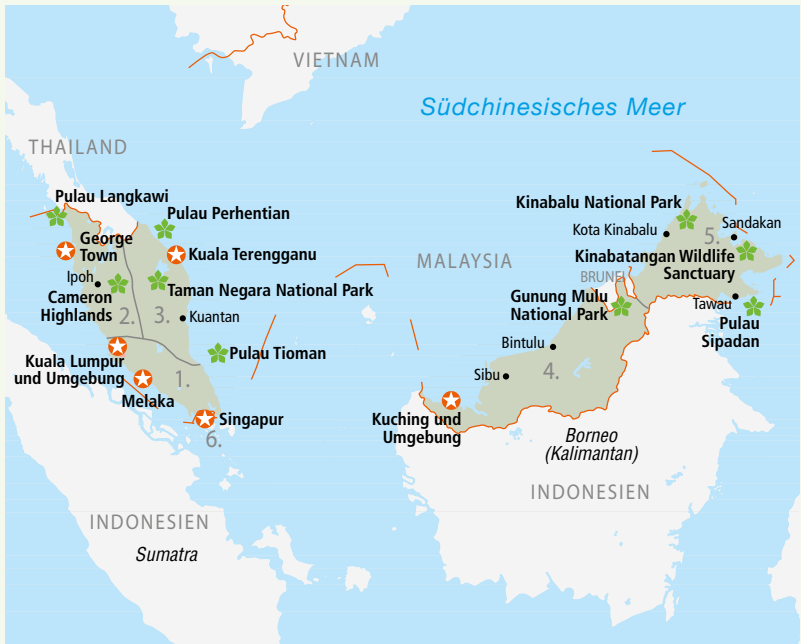 VIETNAM
Südchinesisches Meer
THAILAND
Pulau Langkawi
Pulau Perhentian
George
Town
Kuala Terengganu
Ipoh
Cameron
Highlands
Taman Negara National Park
2.
3.
Kuantan
Kuala Lumpur
und Umgebung
Pulau Tioman
1.
Melaka
Singapur
6.
INDONESIEN
Sumatra
MALAYSIA
Kinabalu National Park
Kota Kinabalu
5.
Sandakan
Kinabatangan Wildlife
Sanctuary
BRUNEI
Gunung Mulu
National Park
Tawau
Pulau
Sipadan
Bintulu
Sibu
4.
Kuching und
Umgebung
Borneo
(Kalimantan)
INDONESIEN